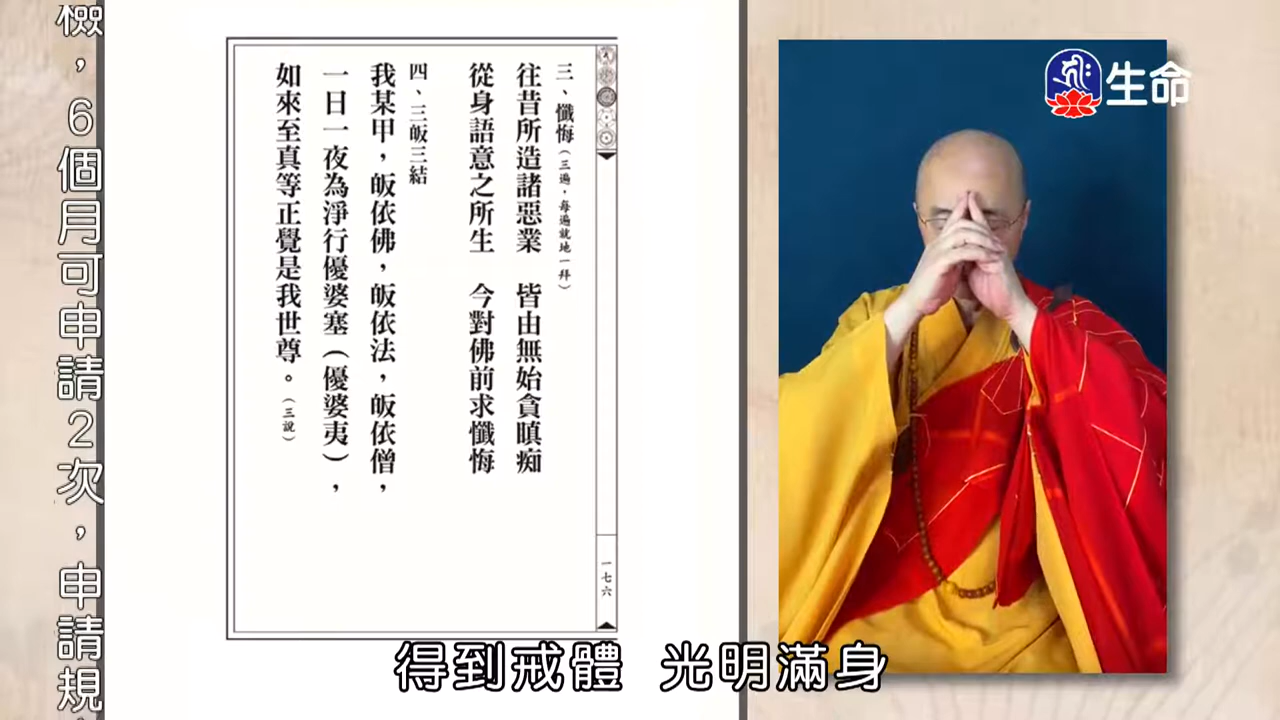 三、懺悔（三遍，每遍說地一拜）
往昔所造諸惡業　皆由無始貪瞋痴
從身語意之所生　今對佛前求懺悔
四、三皈三結
我某甲，皈依佛，皈依法，皈依僧，
一日一夜為淨行優婆塞（優婆夷），
如來至真等正覺是我世尊。（三說）
一七六
檢，6個月可申請2次，申請規
生命
得到戒體　光明滿身